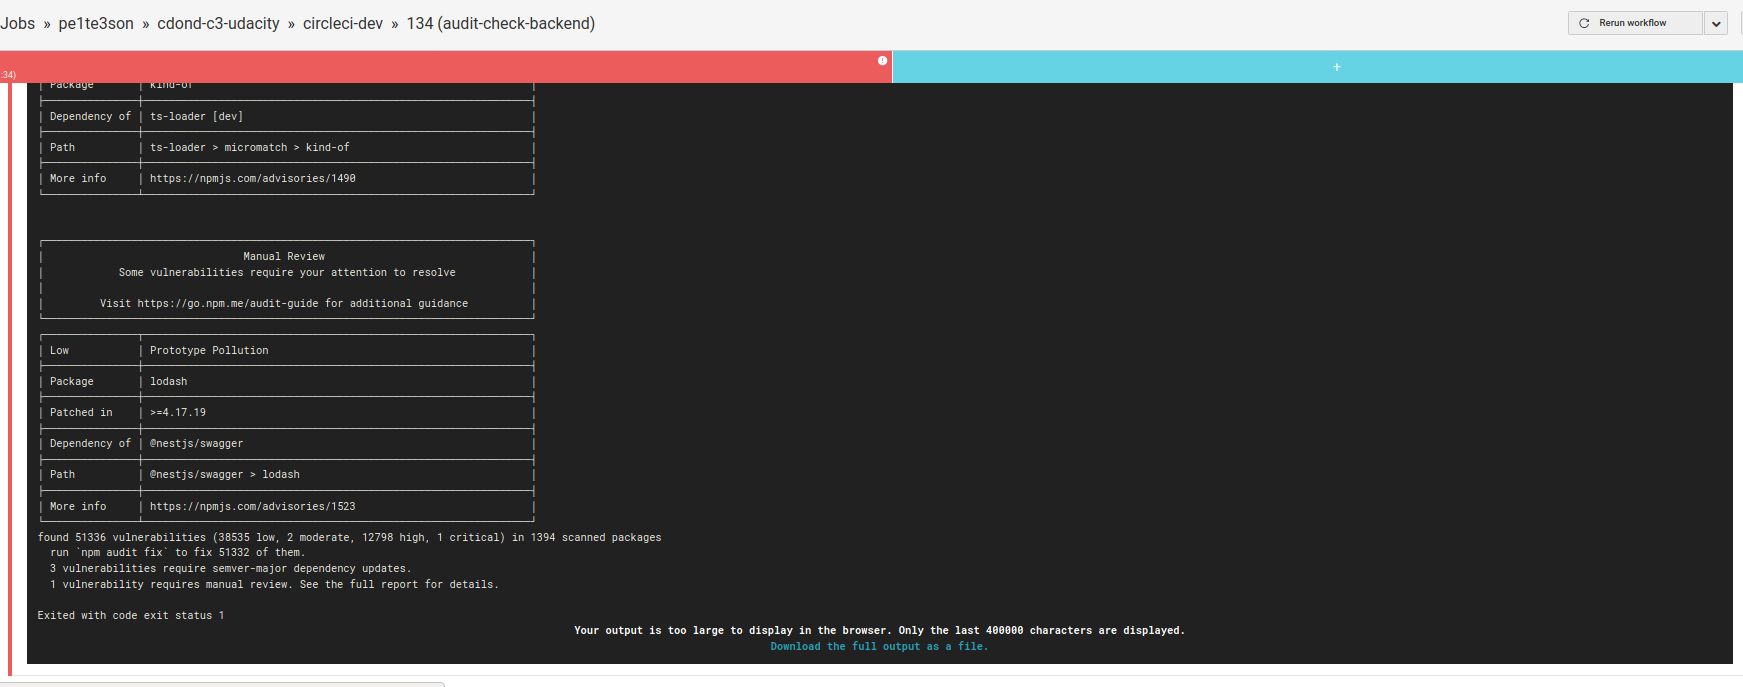 Jobs » pe1te3son » cdond-c3-udacity » circleci-dev » 134 (audit-check-backend)
Rerun workflow
:34)
+
Package kind-of
Dependency of ts-loader [dev]
Path ts-loader > micromatch > kind-of
More info https://npmjs.com/advisories/1490
Manual Review
Some vulnerabilities require your attention to resolve
Visit https://go.npm.me/audit-guide for additional guidance
Low Prototype Pollution
Package lodash
Patched in >=4.17.19
Dependency of @nestjs/swagger
Path @nestjs/swagger > lodash
More info https://npmjs.com/advisories/1523
found 51336 vulnerabilities (38535 low, 2 moderate, 12798 high, 1 critical) in 1394 scanned packages
run `npm audit fix` to fix 51332 of them.
3 vulnerabilities require semver-major dependency updates.
1 vulnerability requires manual review. See the full report for details.
Exited with code exit status 1
Your output is too large to display in the browser. Only the last 400000 characters are displayed.
Download the full output as a file.